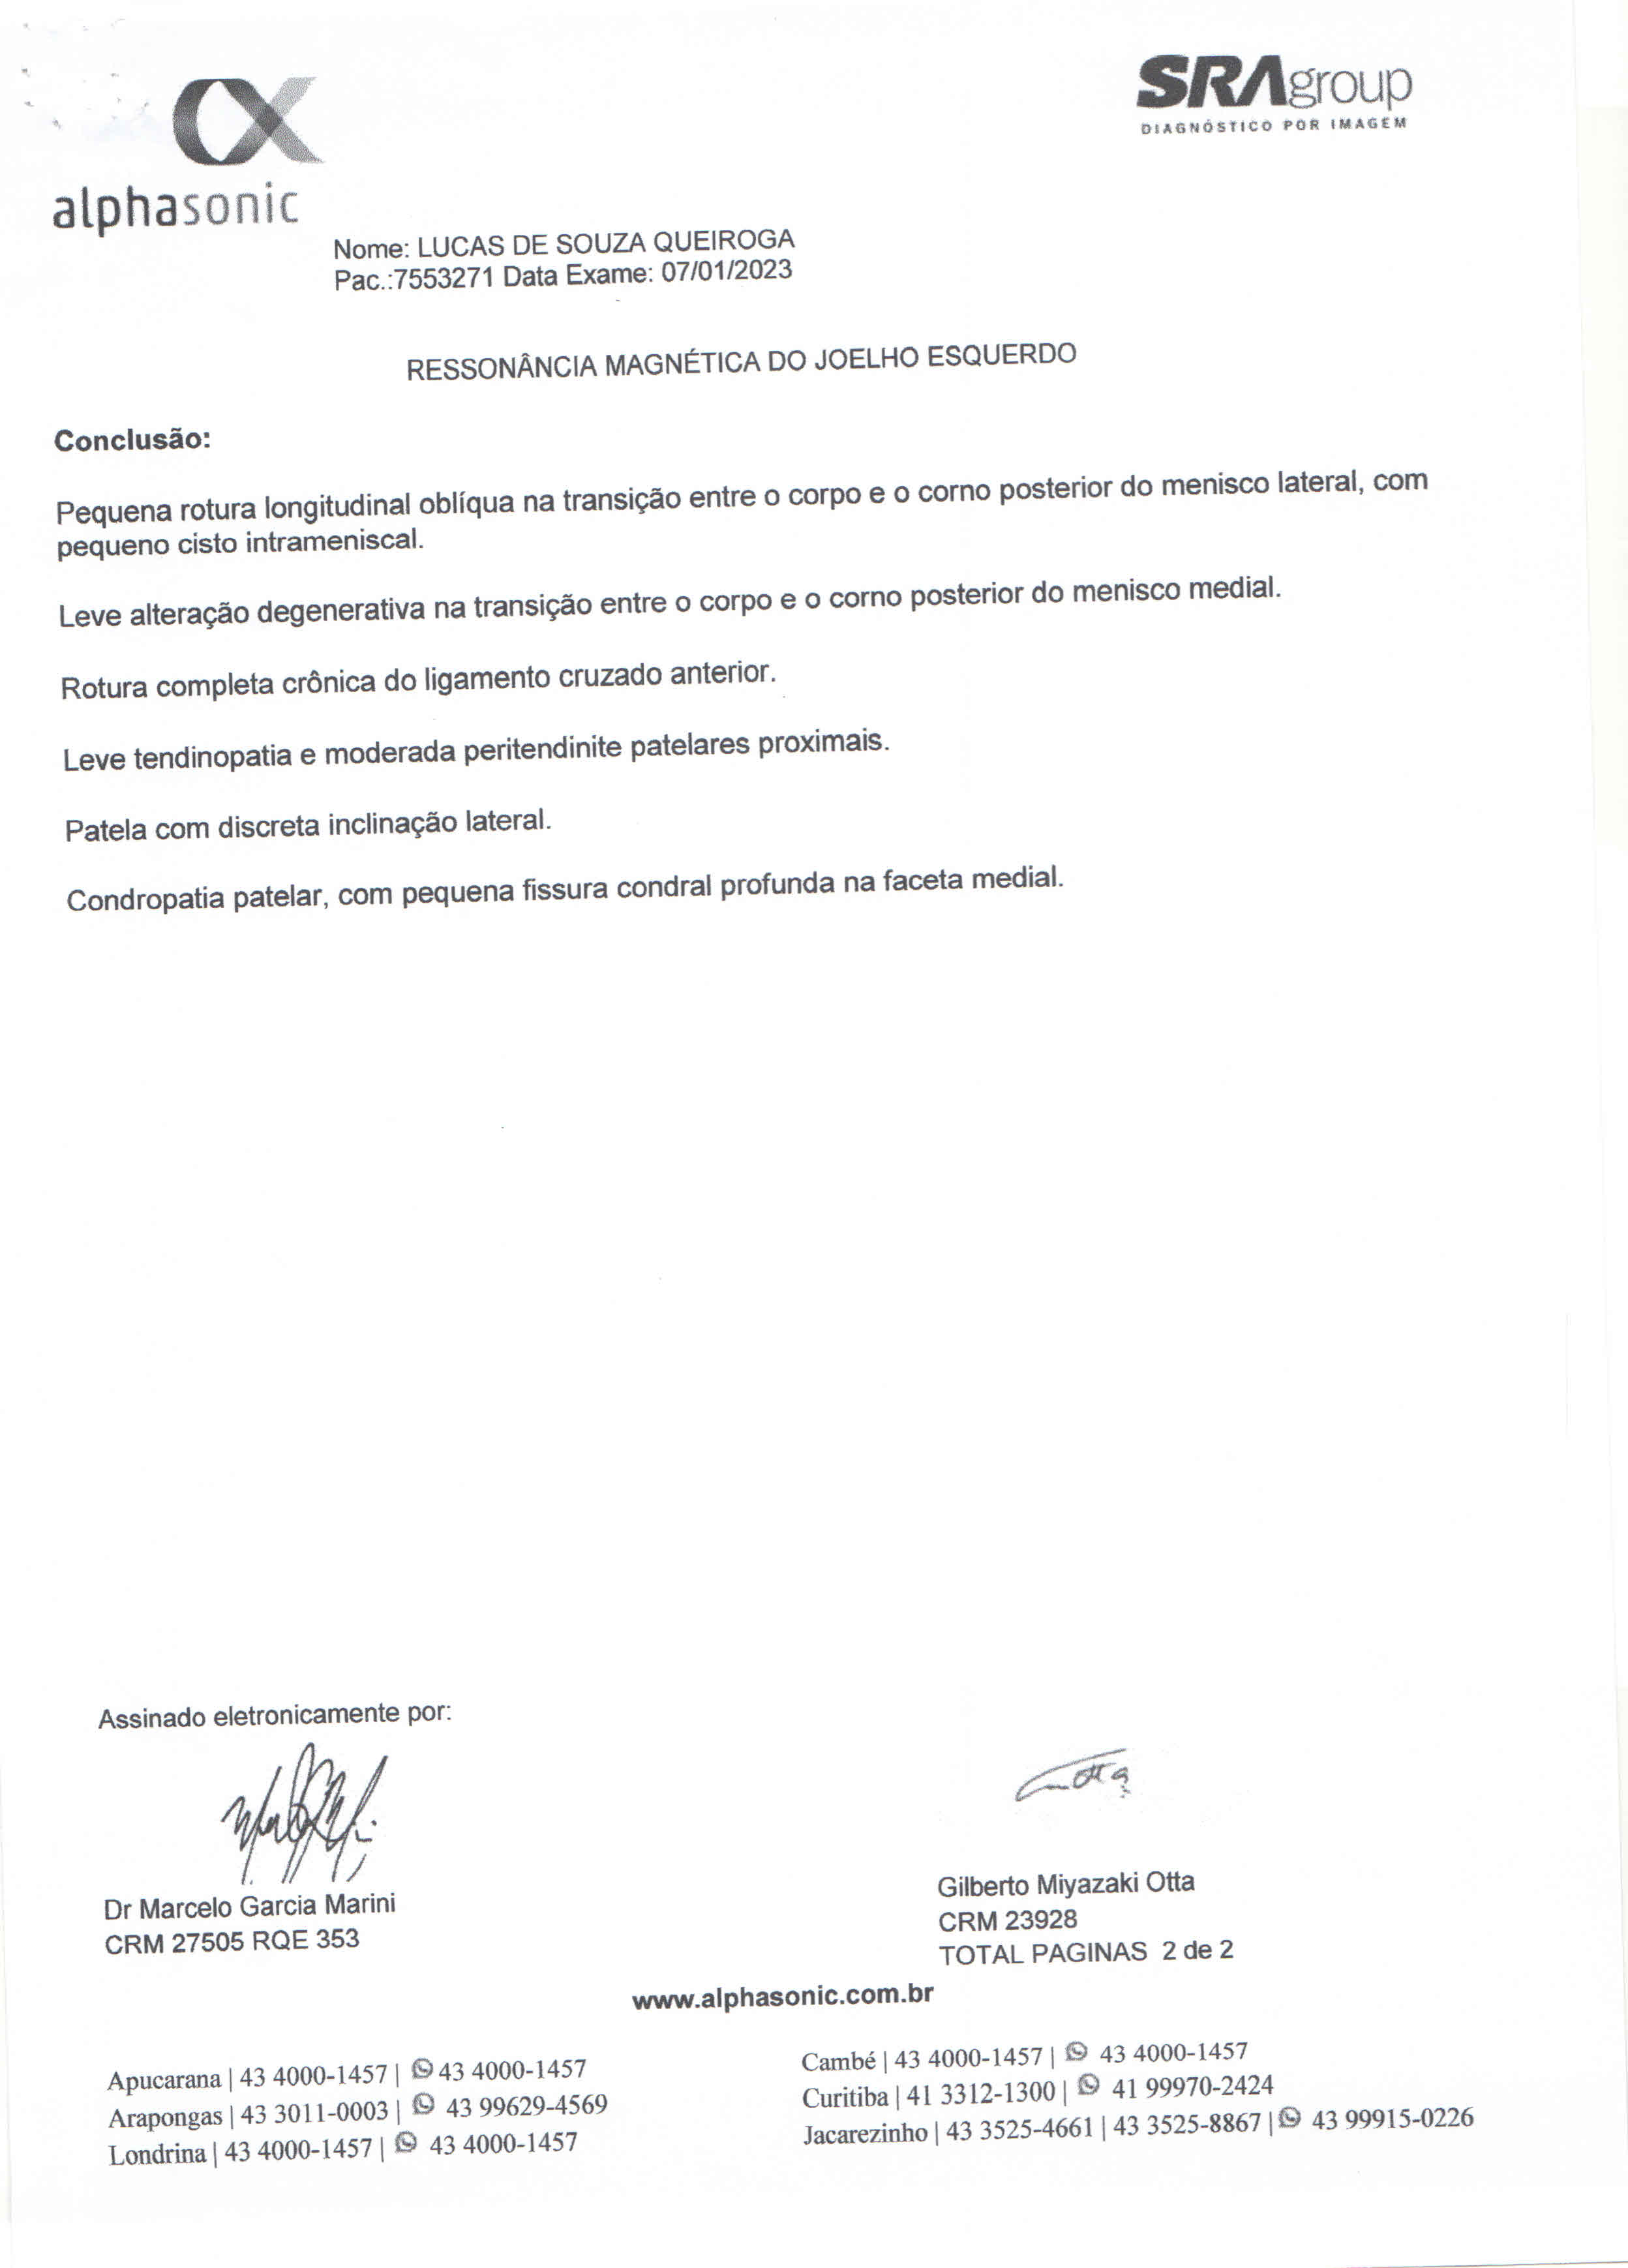 alphasonic
SRAgroup
DIAGNÓSTICO POR IMAGEM
Nome: LUCAS DE SOUZA QUEIROGA
Pac.:7553271 Data Exame: 07/01/2023
RESSONÂNCIA MAGNÉTICA DO JOELHO ESQUERDO
Conclusão:
Pequena rotura longitudinal oblíqua na transição entre o corpo e o corno posterior do menisco lateral, com
pequeno cisto intrameniscal.
Leve alteração degenerativa na transição entre o corpo e o corno posterior do menisco medial.
Rotura completa crônica do ligamento cruzado anterior.
Leve tendinopatia e moderada peritendinite patelares proximais.
Patela com discreta inclinação lateral.
Condropatia patelar, com pequena fissura condral profunda na faceta medial.
Assinado eletronicamente por:
Dr Marcelo Garcia Marini
CRM 27505 RQE 353
Gilberto Miyazaki Otta
CRM 23928
TOTAL PAGINAS 2 de 2
www.alphasonic.com.br
Apucarana | 43 4000-1457 | 43 4000-1457
Arapongas | 43 3011-0003 | 43 99629-4569
Londrina | 43 4000-1457 | 43 4000-1457
Cambé | 43 4000-1457 | 43 4000-1457
Curitiba | 41 3312-1300 | 41 99970-2424
Jacarezinho | 43 3525-4661 | 43 3525-8867 | 43 99915-0226